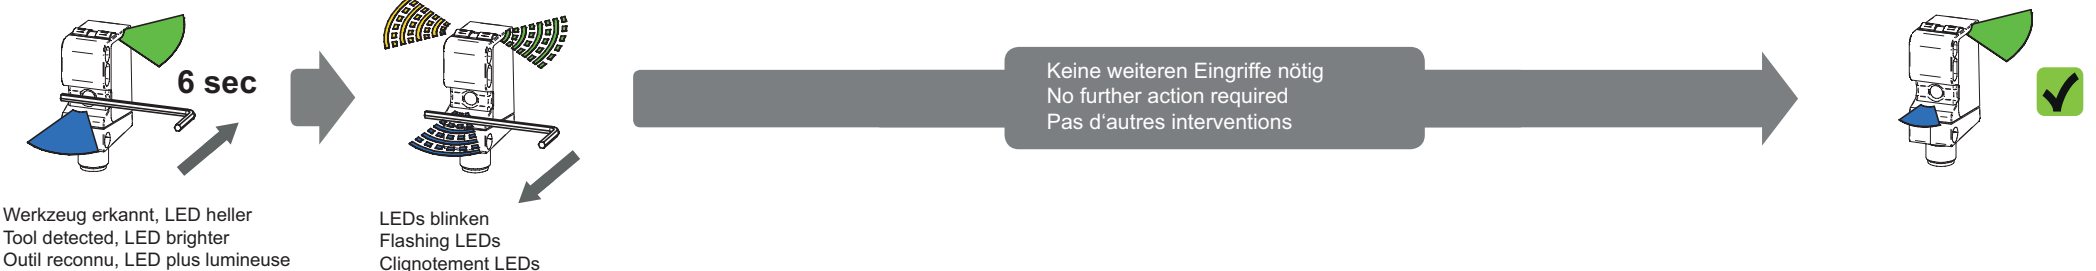 6 sec
Werkzeug erkannt, LED heller
Tool detected, LED brighter
Outil reconnu, LED plus lumineuse
LEDs blinken
Flashing LEDs
Clignotement LEDs
Keine weiteren Eingriffe nötig
No further action required
Pas d‘autres interventions